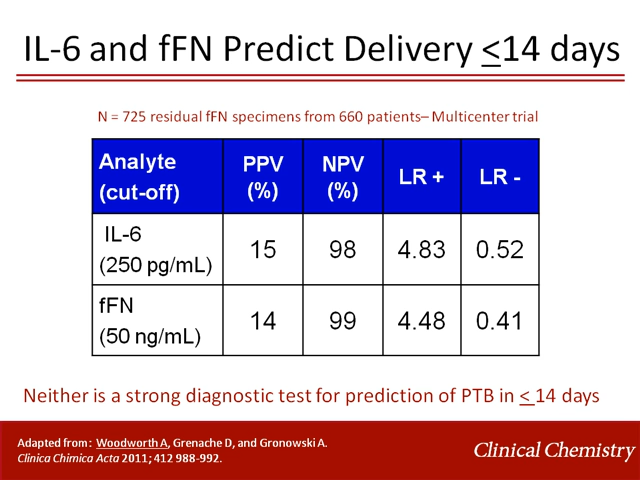 IL-6 and fFN Predict Delivery ≤14 days
N = 725 residual fFN specimens from 660 patients– Multicenter trial
Analyte (cut-off) PPV (%) NPV (%) LR + LR -
IL-6 (250 pg/mL) 15 98 4.83 0.52
fFN (50 ng/mL) 14 99 4.48 0.41
Neither is a strong diagnostic test for prediction of PTB in ≤ 14 days
Adapted from: Woodworth A, Grenache D, and Gronowski A.
Clinica Chimica Acta 2011; 412 988-992.
Clinical Chemistry